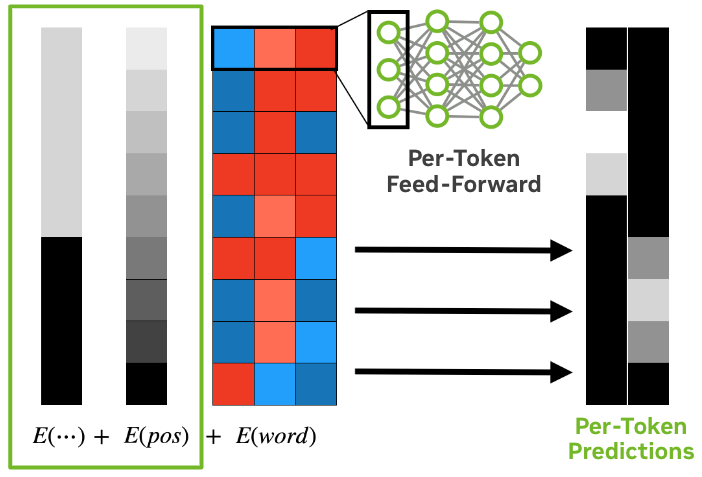 Per-Token
Feed-Forward
E(⋯) + E(pos) + E(word)
Per-Token
Predictions